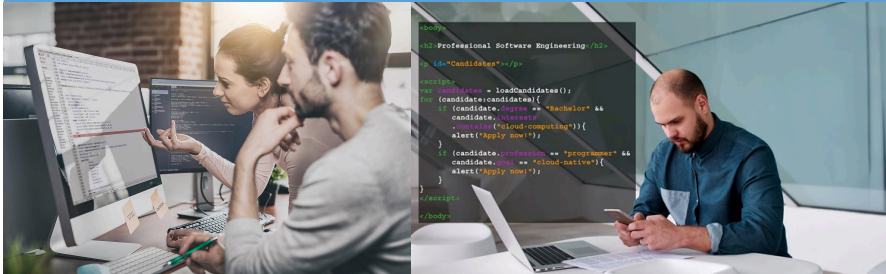 <body>
<h2>Professional Software Engineering</h2>
<p id="Candidates"></p>
<script>
var candidates = loadCandidates();
for (candidate:candidates){
if (candidate.degree == "Bachelor" &&
candidate.interests
.contains("cloud-computing")){
alert("Apply now!");
}
if (candidate.profession == "programmer" &&
candidate.goal == "cloud-native"){
alert("Apply now!");
}
}
</script>
</body>